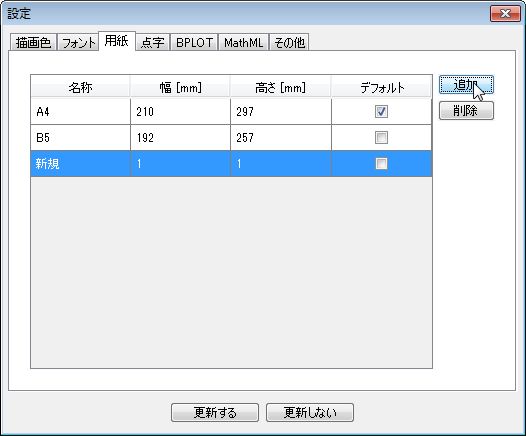 設定
描画色 フォント 用紙 点字 BPLOT MathML その他
名称 幅 [mm] 高さ [mm] デフォルト
追加
A4 210 297
削除
B5 192 257
新規 1 1
更新する 更新しない